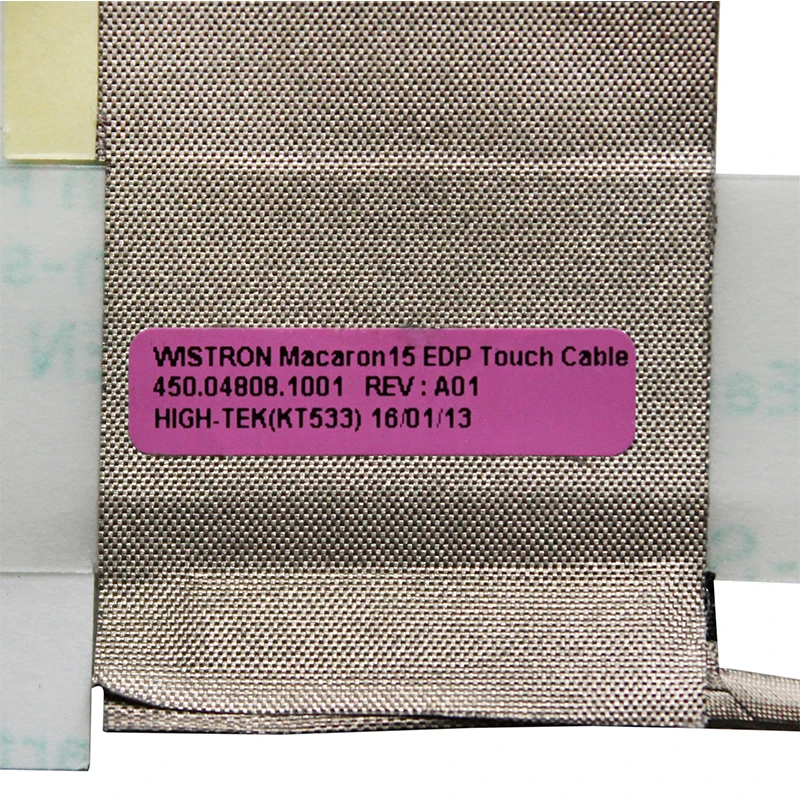 WISTRON Macaron15 EDP Touch Cable
450.04808.1001 REV : A01
HIGH-TEK(KT533) 16/01/13